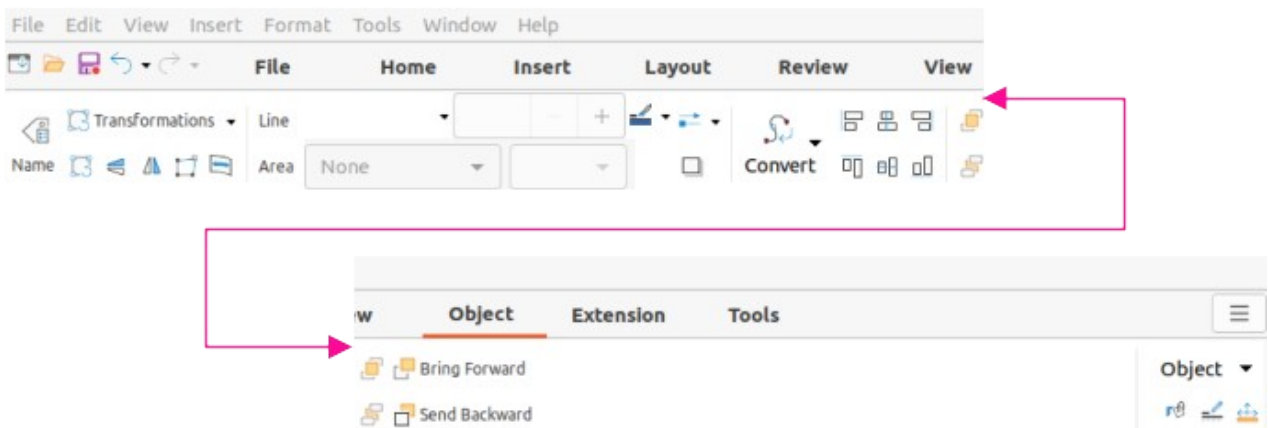 File Edit View Insert Format Tools Window Help
File Home Insert Layout Review View
Transformations Line
Name Area None Convert
ew Object Extension Tools
Bring Forward Object
Send Backward